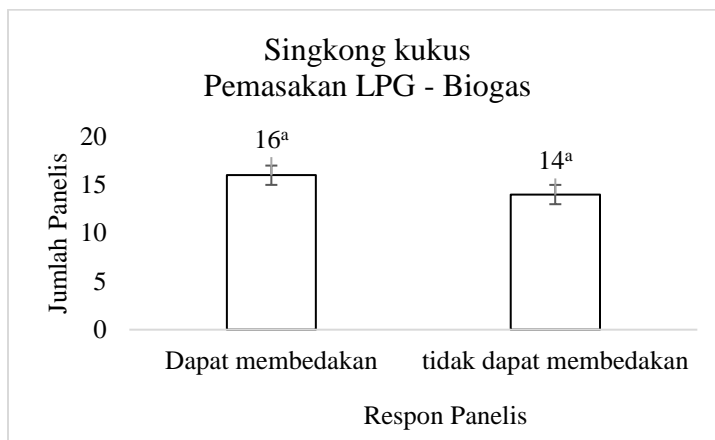 Singkong kukus
Pemasakan LPG - Biogas
Jumlah Panelis
20
15
10
5
0
16ᵃ
14ᵃ
Dapat membedakan
tidak dapat membedakan
Respon Panelis